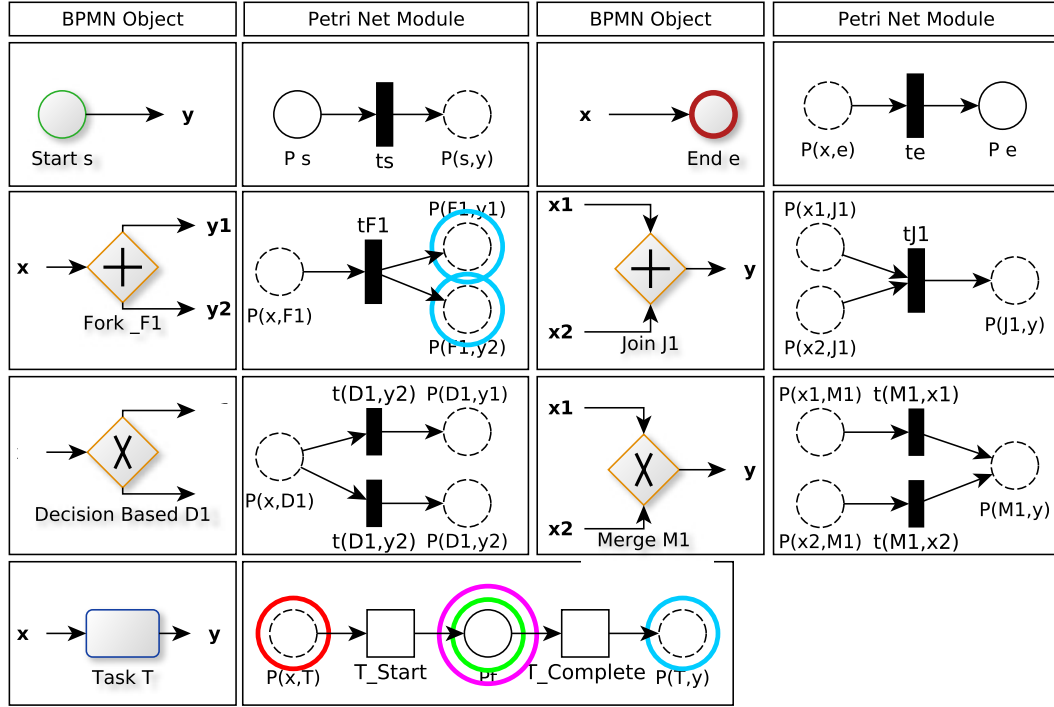 BPMN Object
Petri Net Module
BPMN Object
Petri Net Module
y
Start s
P s
ts
P(s,y)
x
End e
P(x,e)
te
P e
x
y1
y2
Fork _F1
P(x,F1)
tF1
P(F1,y1)
P(F1,y2)
x1
x2
y
Join J1
P(x1,J1)
P(x2,J1)
tJ1
P(J1,y)
Decision Based D1
P(x,D1)
t(D1,y2)
P(D1,y1)
t(D1,y2)
P(D1,y2)
x1
x2
y
Merge M1
P(x1,M1)
t(M1,x1)
P(x2,M1)
t(M1,x2)
P(M1,y)
x
y
Task T
P(x,T)
T_Start
T_Complete
P(T,y)